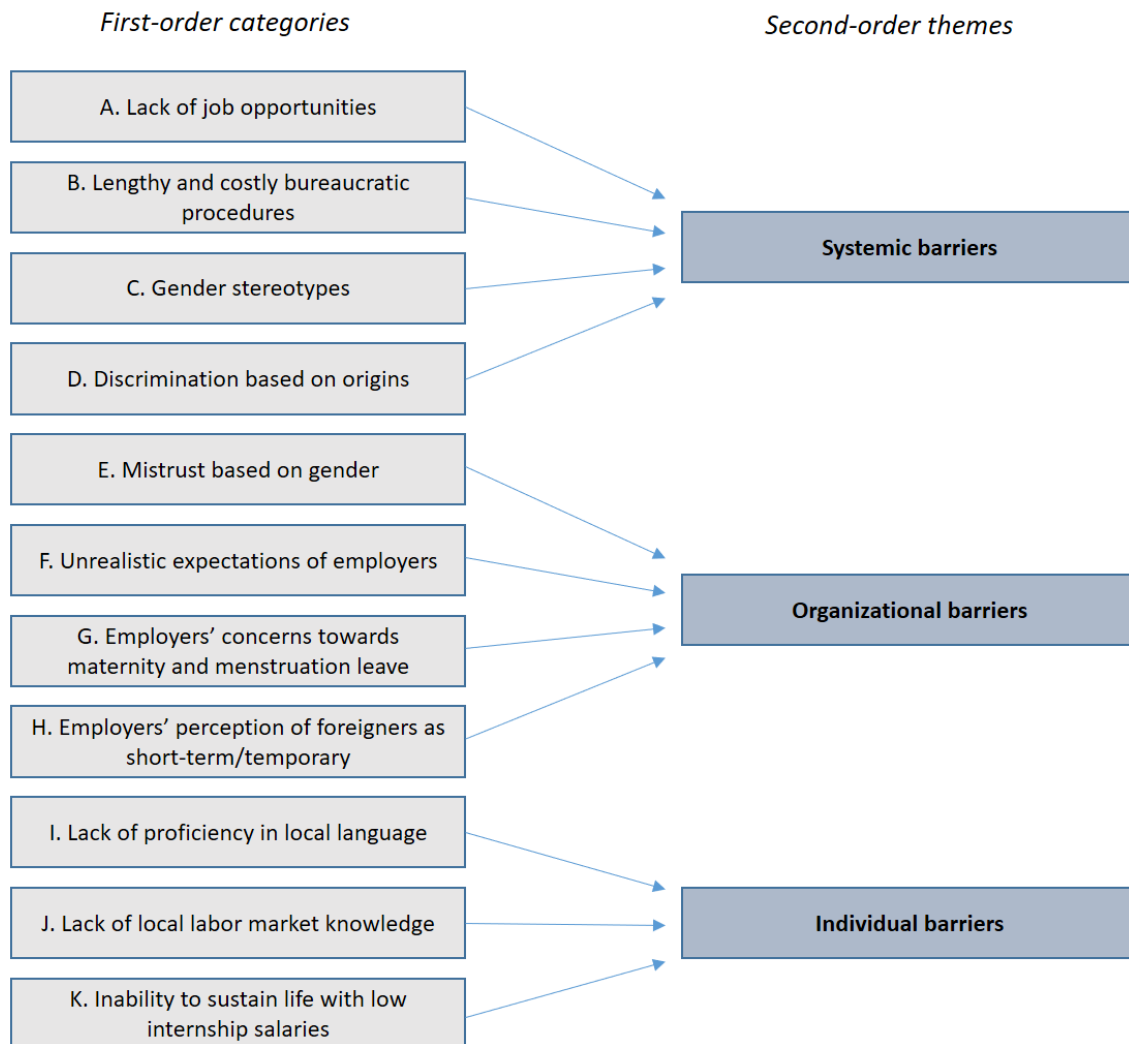 First-order categories
Second-order themes
A. Lack of job opportunities
B. Lengthy and costly bureaucratic
procedures
C. Gender stereotypes
D. Discrimination based on origins
Systemic barriers
E. Mistrust based on gender
F. Unrealistic expectations of employers
G. Employers’ concerns towards
maternity and menstruation leave
H. Employers’ perception of foreigners as
short-term/temporary
Organizational barriers
I. Lack of proficiency in local language
J. Lack of local labor market knowledge
K. Inability to sustain life with low
internship salaries
Individual barriers